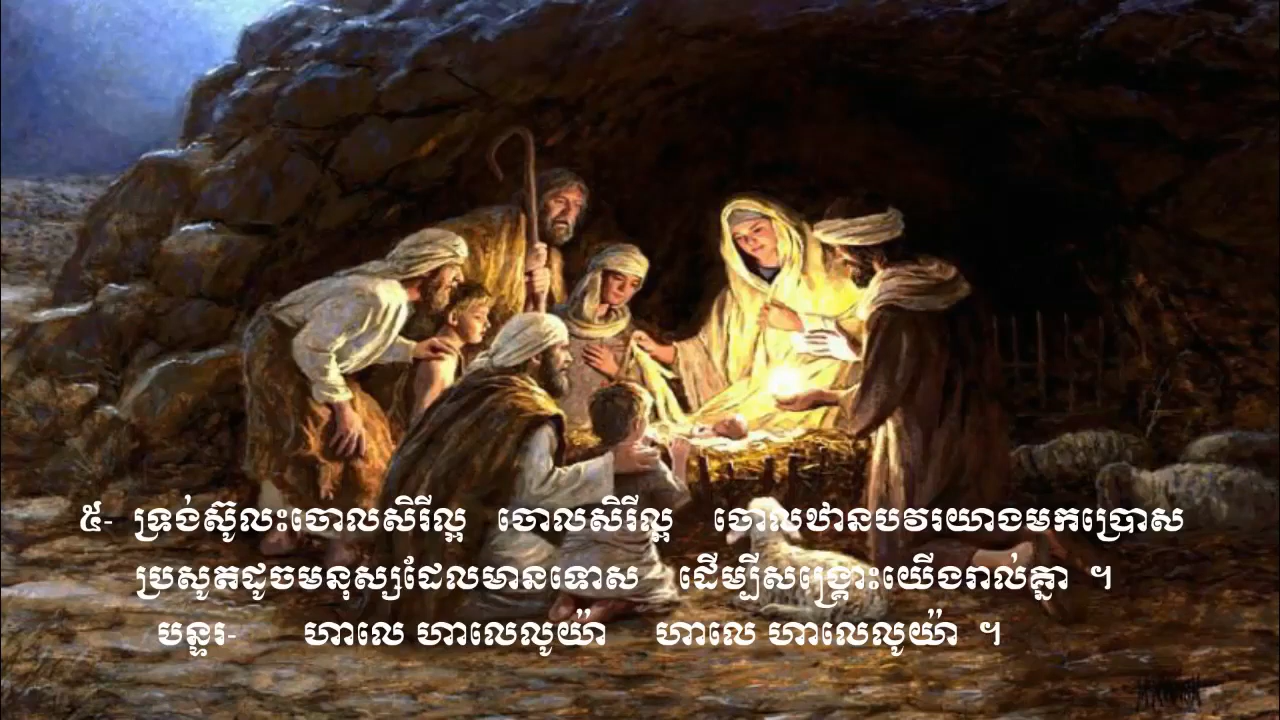 ៥- ទ្រង់ស៊ូលះចោលសិរីល្អ ចោលសិរីល្អ ចោលឋានបវរយាងមកប្រោស
ប្រសូតដូចមនុស្សដែលមានទោស ដើម្បីសង្គ្រោះយើងរាល់គ្នា ។
បន្ទរ- ហាលេ ហាលេលូយ៉ា ហាលេ ហាលេលូយ៉ា ។